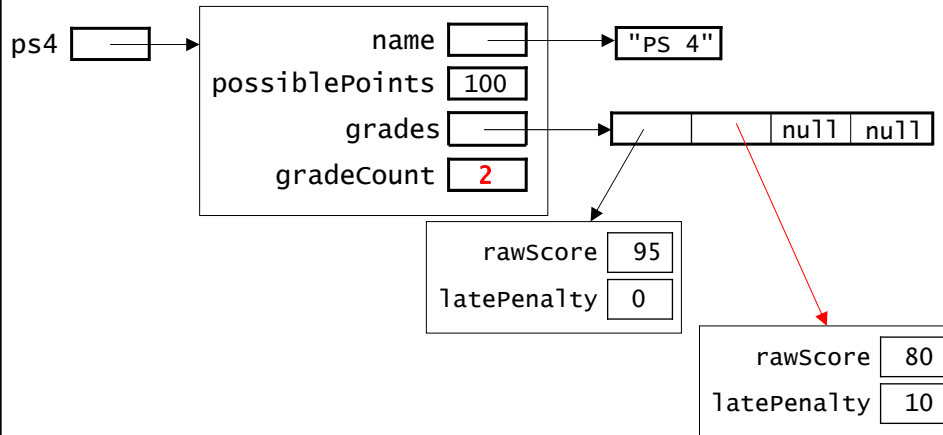 ps4 name "PS 4"
possiblePoints 100
grades null null
gradeCount 2
rawScore 95
latePenalty 0
rawScore 80
latePenalty 10